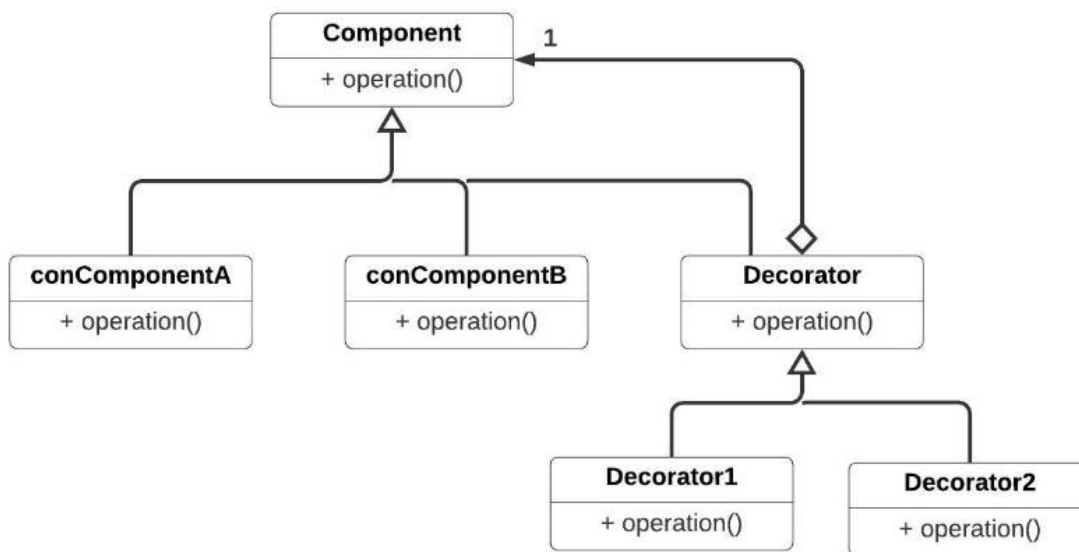 Component
+ operation()
1
conComponentA
+ operation()
conComponentB
+ operation()
Decorator
+ operation()
Decorator1
+ operation()
Decorator2
+ operation()